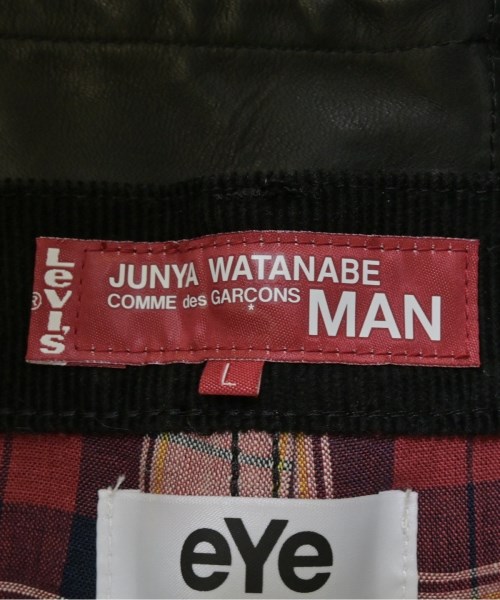 Levi's
®
JUNYA WATANABE
COMME des GARÇONS
*
MAN
L
eYe